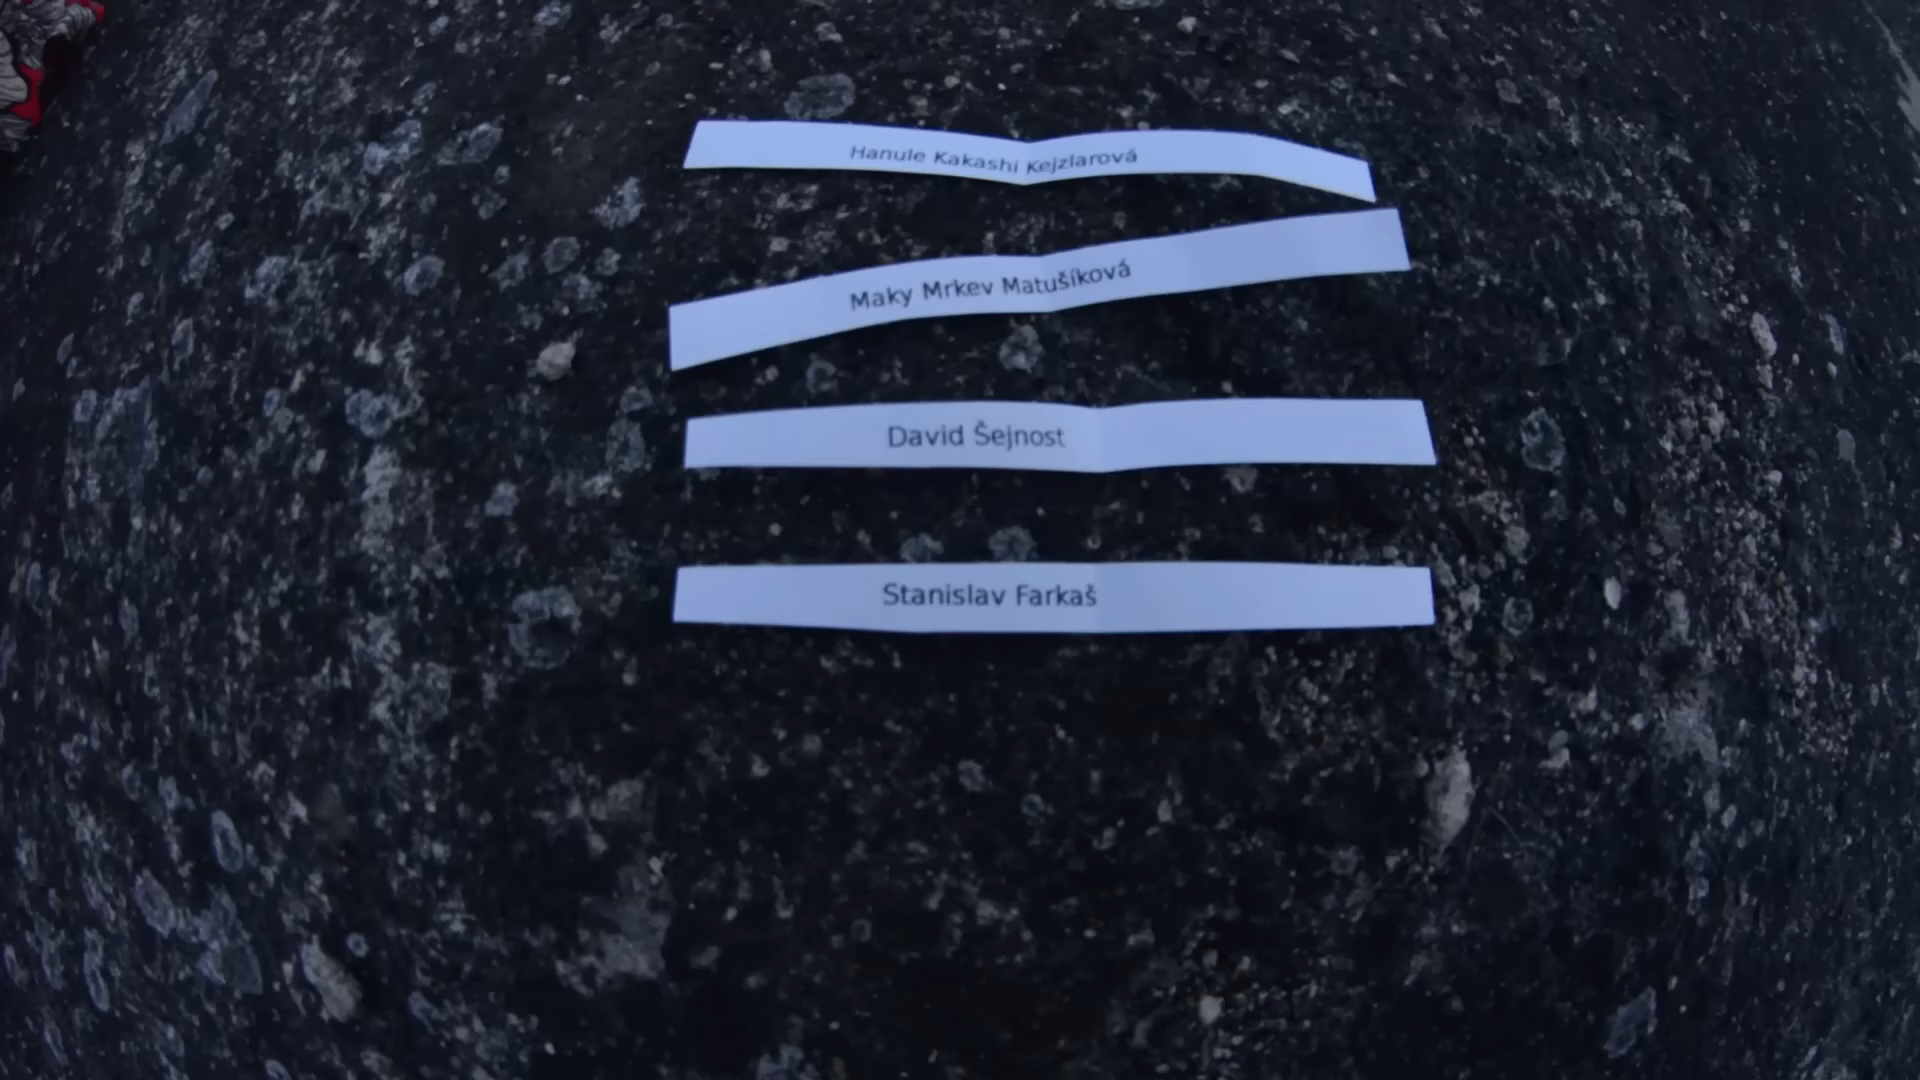 Hanule Kakashi Kejzlarová
Maky Mrkev Matušíková
David Šejnost
Stanislav Farkaš